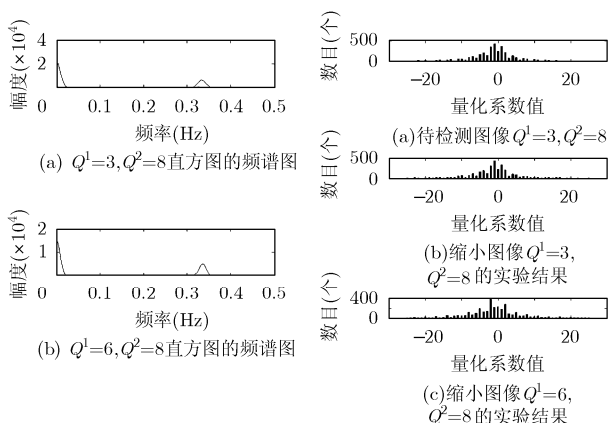 4
2
0
幅度(×10⁴)
0.1 0.2 0.3 0.4 0.5
频率(Hz)
(a) Q¹=3,Q²=8直方图的频谱图
2
1
0
幅度(×10⁴)
0.1 0.2 0.3 0.4 0.5
频率(Hz)
(b) Q¹=6,Q²=8直方图的频谱图
500
0
数目(个)
−20 0 20
量化系数值
(a)待检测图像Q¹=3,Q²=8
500
0
数目(个)
−20 0 20
量化系数值
(b)缩小图像Q¹=3,
Q²=8的实验结果
400
0
数目(个)
−20 0 20
量化系数值
(c)缩小图像Q¹=6,
Q²=8的实验结果